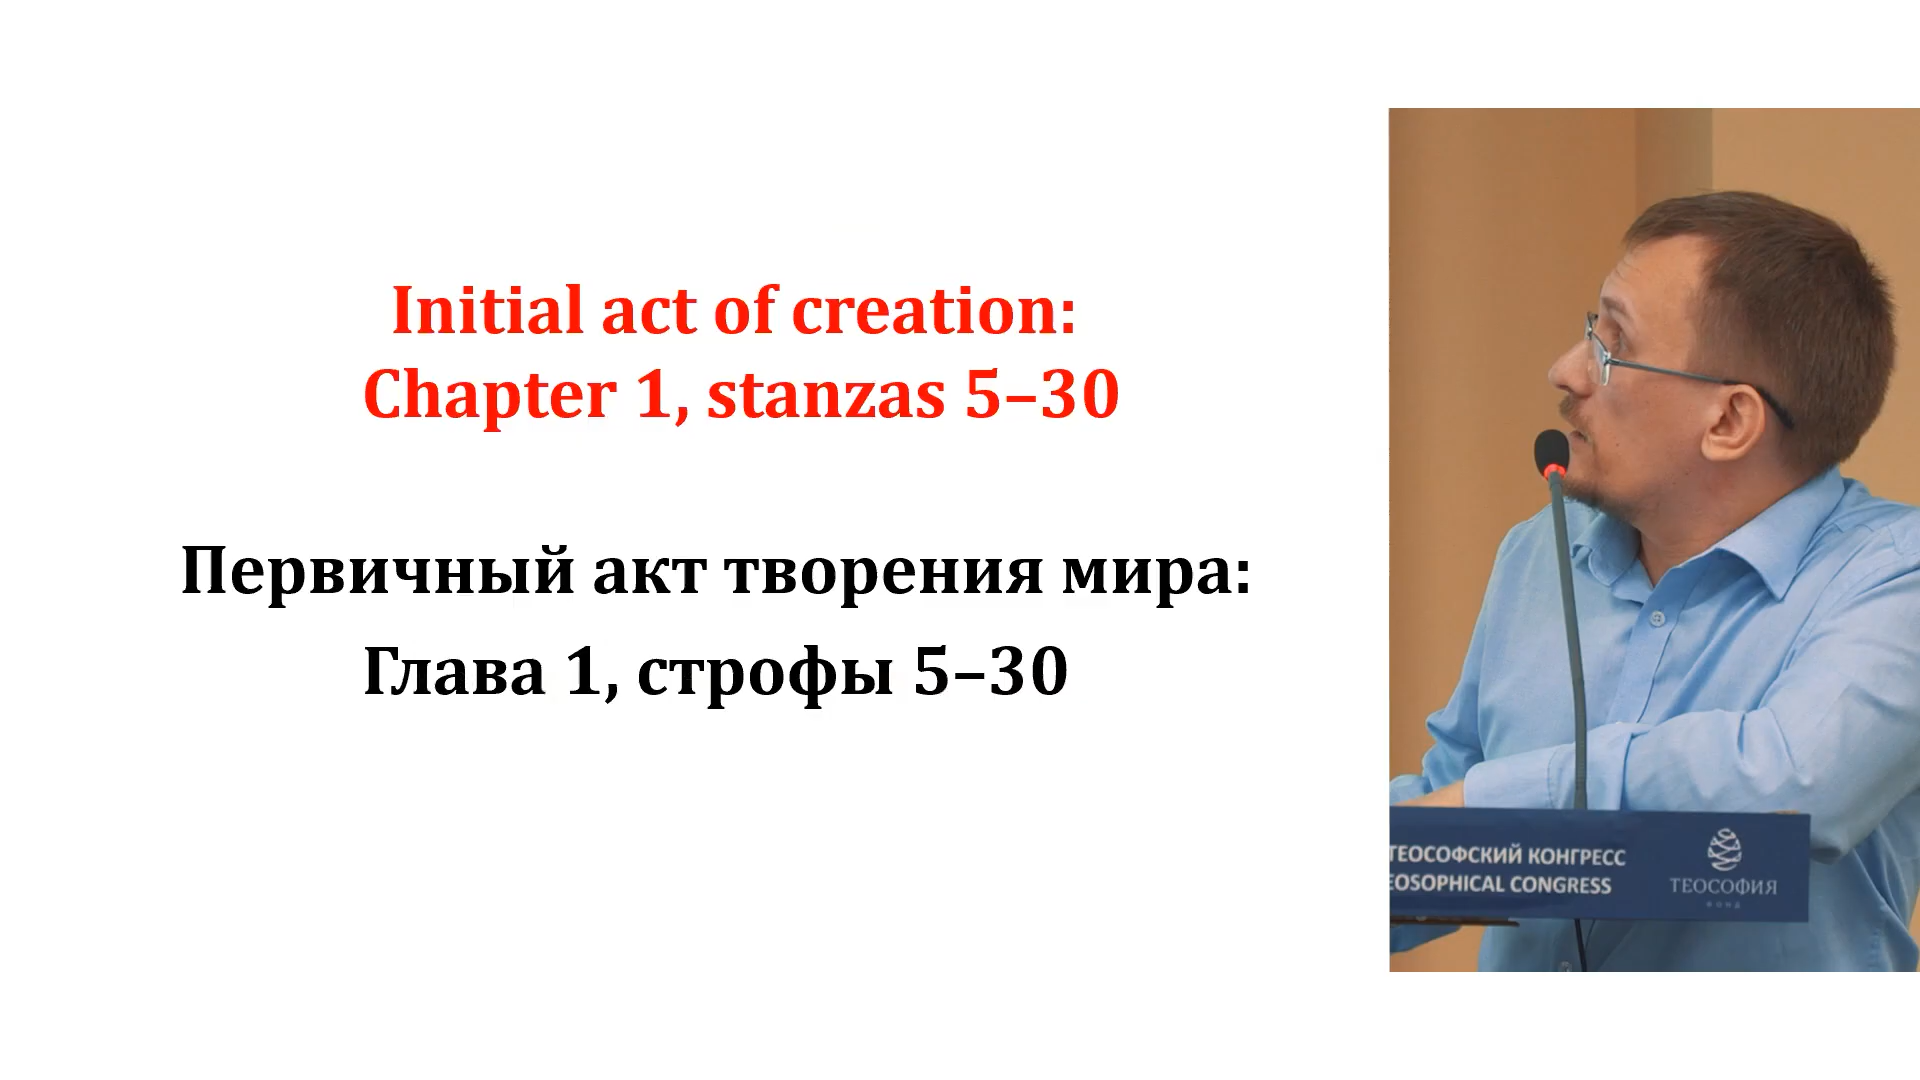 Initial act of creation:
Chapter 1, stanzas 5–30
Первичный акт творения мира:
Глава 1, строфы 5–30
ТЕОСОФСКИЙ КОНГРЕСС
EOSOPHICAL CONGRESS
ТЕОСОФИЯ
ФОНД